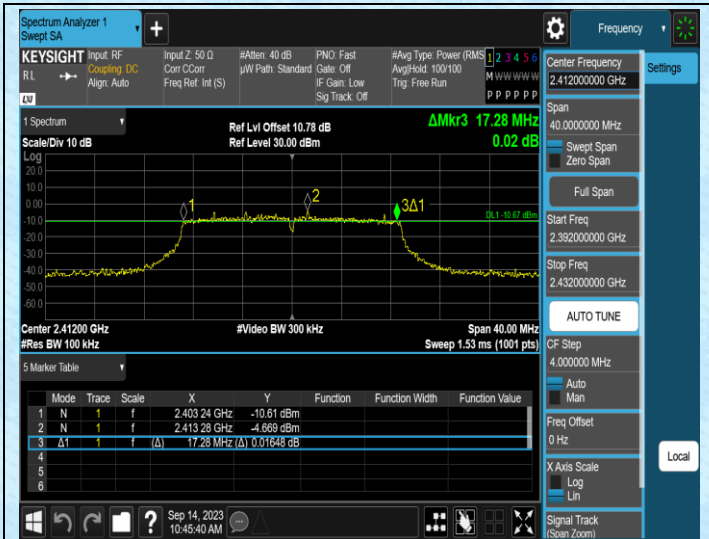 Spectrum Analyzer 1
Swept SA
Frequency
KEYSIGHT
RL
LXI
Input: RF
Coupling: DC
Align: Auto
Input Z: 50 Ω
Corr CCorr
Freq Ref: Int (S)
#Atten: 40 dB
µW Path: Standard
PNO: Fast
Gate: Off
IF Gain: Low
Sig Track: Off
#Avg Type: Power (RMS
Avg|Hold: 100/100
Trig: Free Run
1 2 3 4 5 6
M W W W W W
P P P P P P
1 Spectrum
Scale/Div 10 dB
Ref Lvl Offset 10.78 dB
Ref Level 30.00 dBm
ΔMkr3 17.28 MHz
0.02 dB
Log
20.0
10.0
0.00
-10.0
-20.0
-30.0
-40.0
-50.0
-60.0
1
2
3Δ1
DL1 -10.67 dBm
Center 2.41200 GHz
#Res BW 100 kHz
#Video BW 300 kHz
Span 40.00 MHz
Sweep 1.53 ms (1001 pts)
5 Marker Table
Mode Trace Scale X Y Function Function Width Function Value
1 N 1 f 2.403 24 GHz -10.61 dBm
2 N 1 f 2.413 28 GHz -4.669 dBm
3 Δ1 1 f (Δ) 17.28 MHz (Δ) 0.01648 dB
4
5
6
Sep 14, 2023
10:45:40 AM
Center Frequency
2.412000000 GHz
Settings
Span
40.0000000 MHz
Swept Span
Zero Span
Full Span
Start Freq
2.392000000 GHz
Stop Freq
2.432000000 GHz
AUTO TUNE
CF Step
4.000000 MHz
Auto
Man
Freq Offset
0 Hz
X Axis Scale
Log
Lin
Local
Signal Track
(Span Zoom)